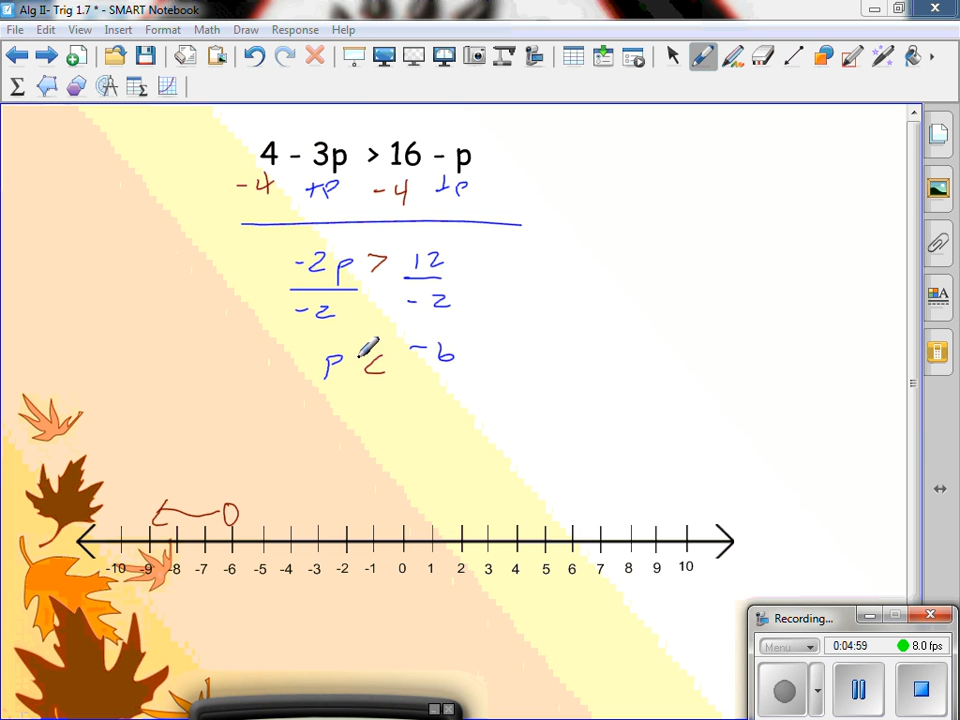 Alg II- Trig 1.7 * - SMART Notebook
File Edit View Insert Format Math Draw Response Help
4 - 3p > 16 - p
-4 +p -4 +p
-2p > 12
-2 -2
p < -6
-10 -9 -8 -7 -6 -5 -4 -3 -2 -1 0 1 2 3 4 5 6 7 8 9 10
Recording...
Menu 0:04:59 8.0 fps